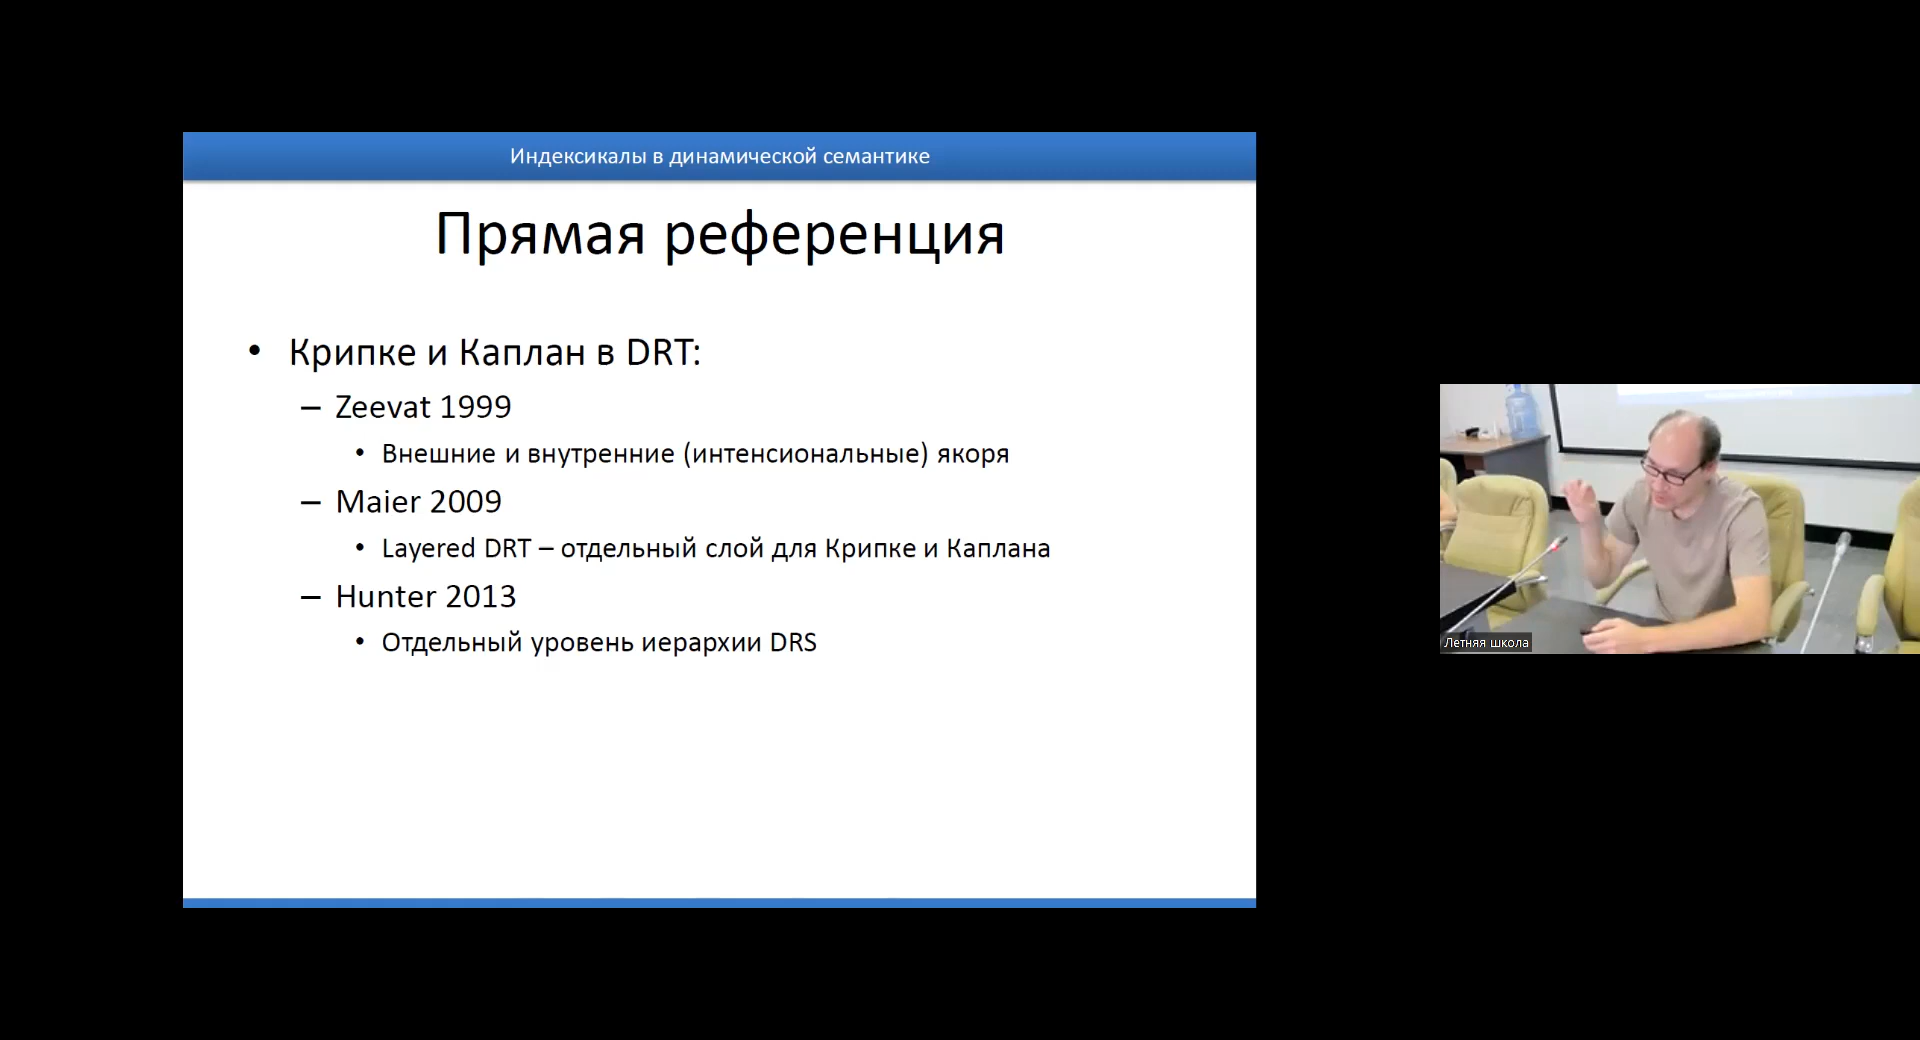 Индексикалы в динамической семантике
Прямая референция
• Крипке и Каплан в DRT:
– Zeevat 1999
• Внешние и внутренние (интенсиональные) якоря
– Maier 2009
• Layered DRT – отдельный слой для Крипке и Каплана
– Hunter 2013
• Отдельный уровень иерархии DRS
Летняя школа